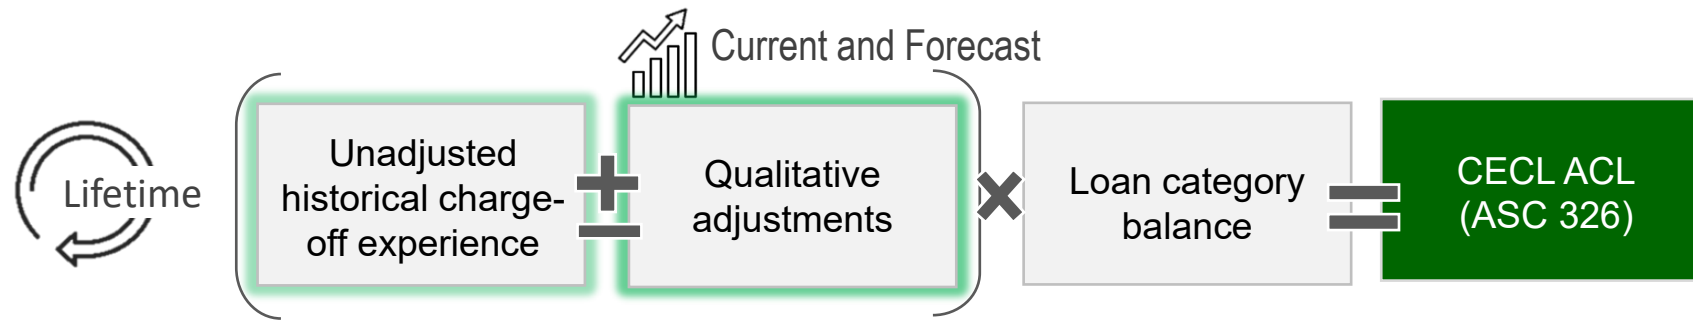 Current and Forecast
Lifetime
Unadjusted
historical charge-
off experience
±
Qualitative
adjustments
×
Loan category
balance
=
CECL ACL
(ASC 326)